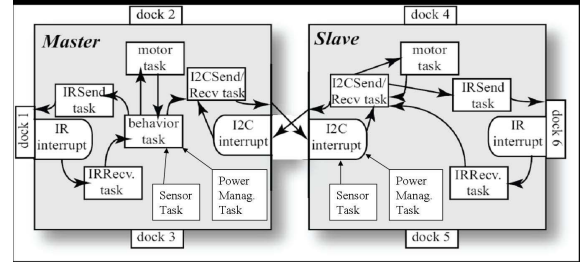 dock 2
dock 4
Master
motor
task
I2CSend/
Recv task
IRSend
task
dock 1
IR
interrupt
behavior
task
I2C
interrupt
IRRecv.
task
Sensor
Task
Power
Manag.
Task
dock 3
Slave
motor
task
I2CSend/
Recv task
IRSend
task
I2C
interrupt
IR
interrupt
dock 6
IRRecv.
task
Sensor
Task
Power
Manag.
Task
dock 5